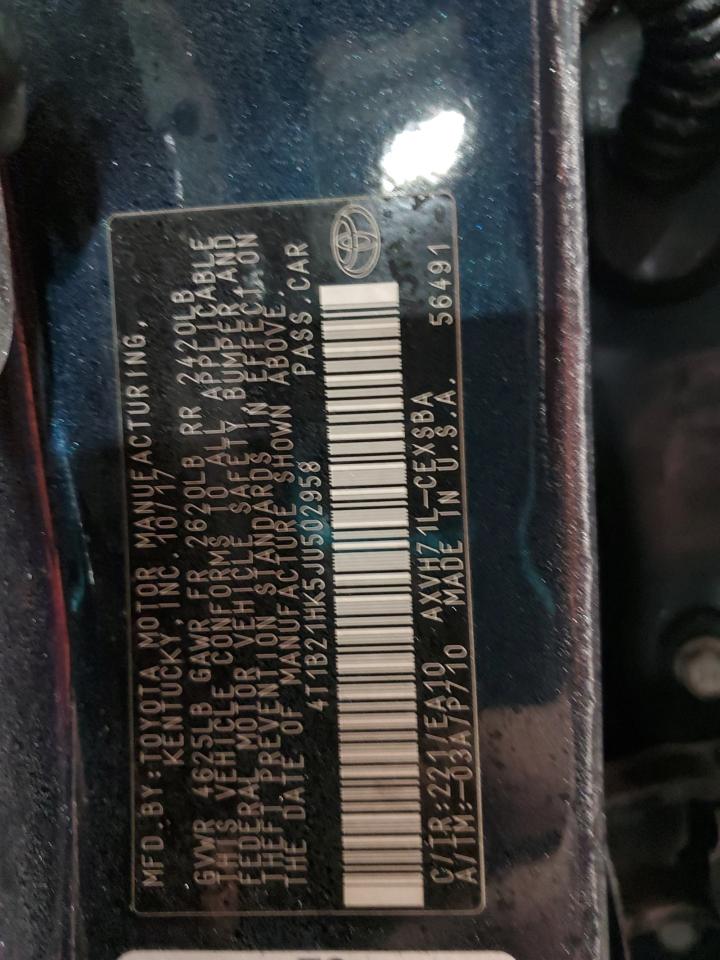 MFD.BY:TOYOTA MOTOR MANUFACTURING,
KENTUCKY,INC. 10/17
GVWR 4625LB GAWR FR 2620LB RR 2420LB
THIS VEHICLE CONFORMS TO ALL APPLICABLE
FEDERAL MOTOR VEHICLE SAFETY BUMPER,AND
THEFT PREVENTION STANDARDS IN EFFECT ON
THE DATE OF MANUFACTURE SHOWN ABOVE.
4T1B21HK5JU502958 PASS.CAR
C/TR:221/EA10 AXVH71L-CEXSBA 56491
A/TM:-03A/P710 MADE IN U.S.A.